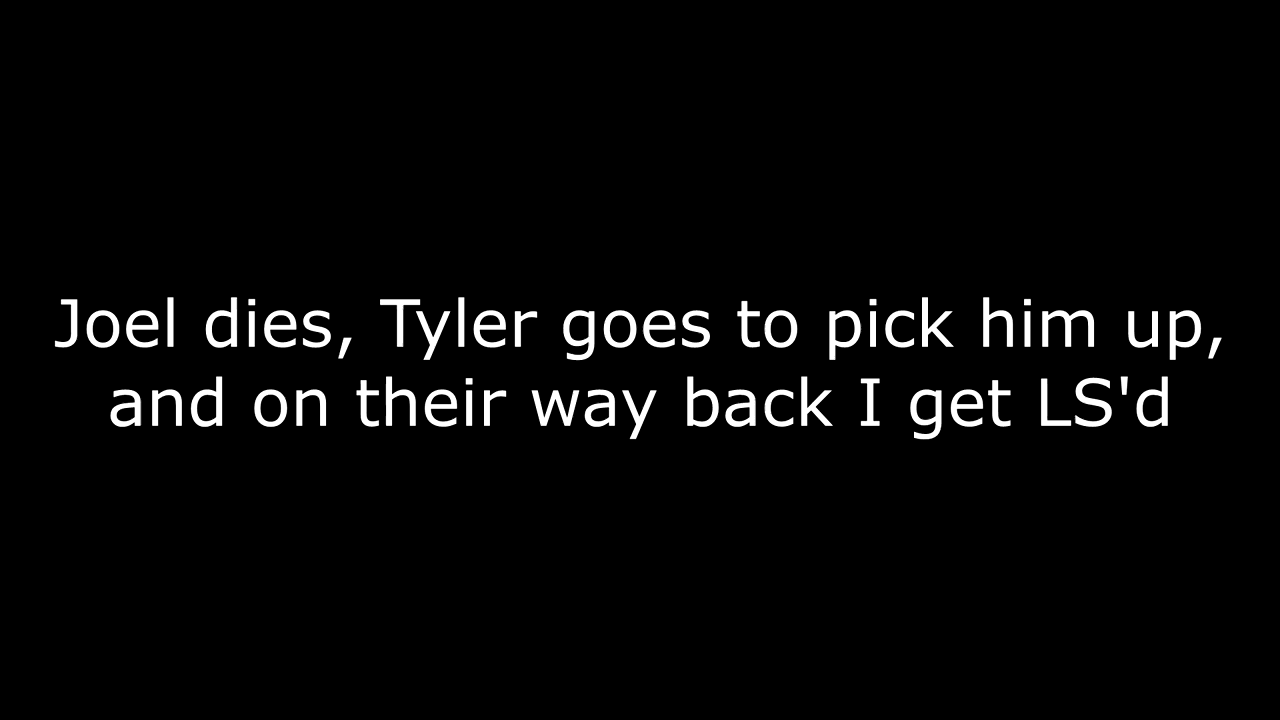 Joel dies, Tyler goes to pick him up,
and on their way back I get LS'd